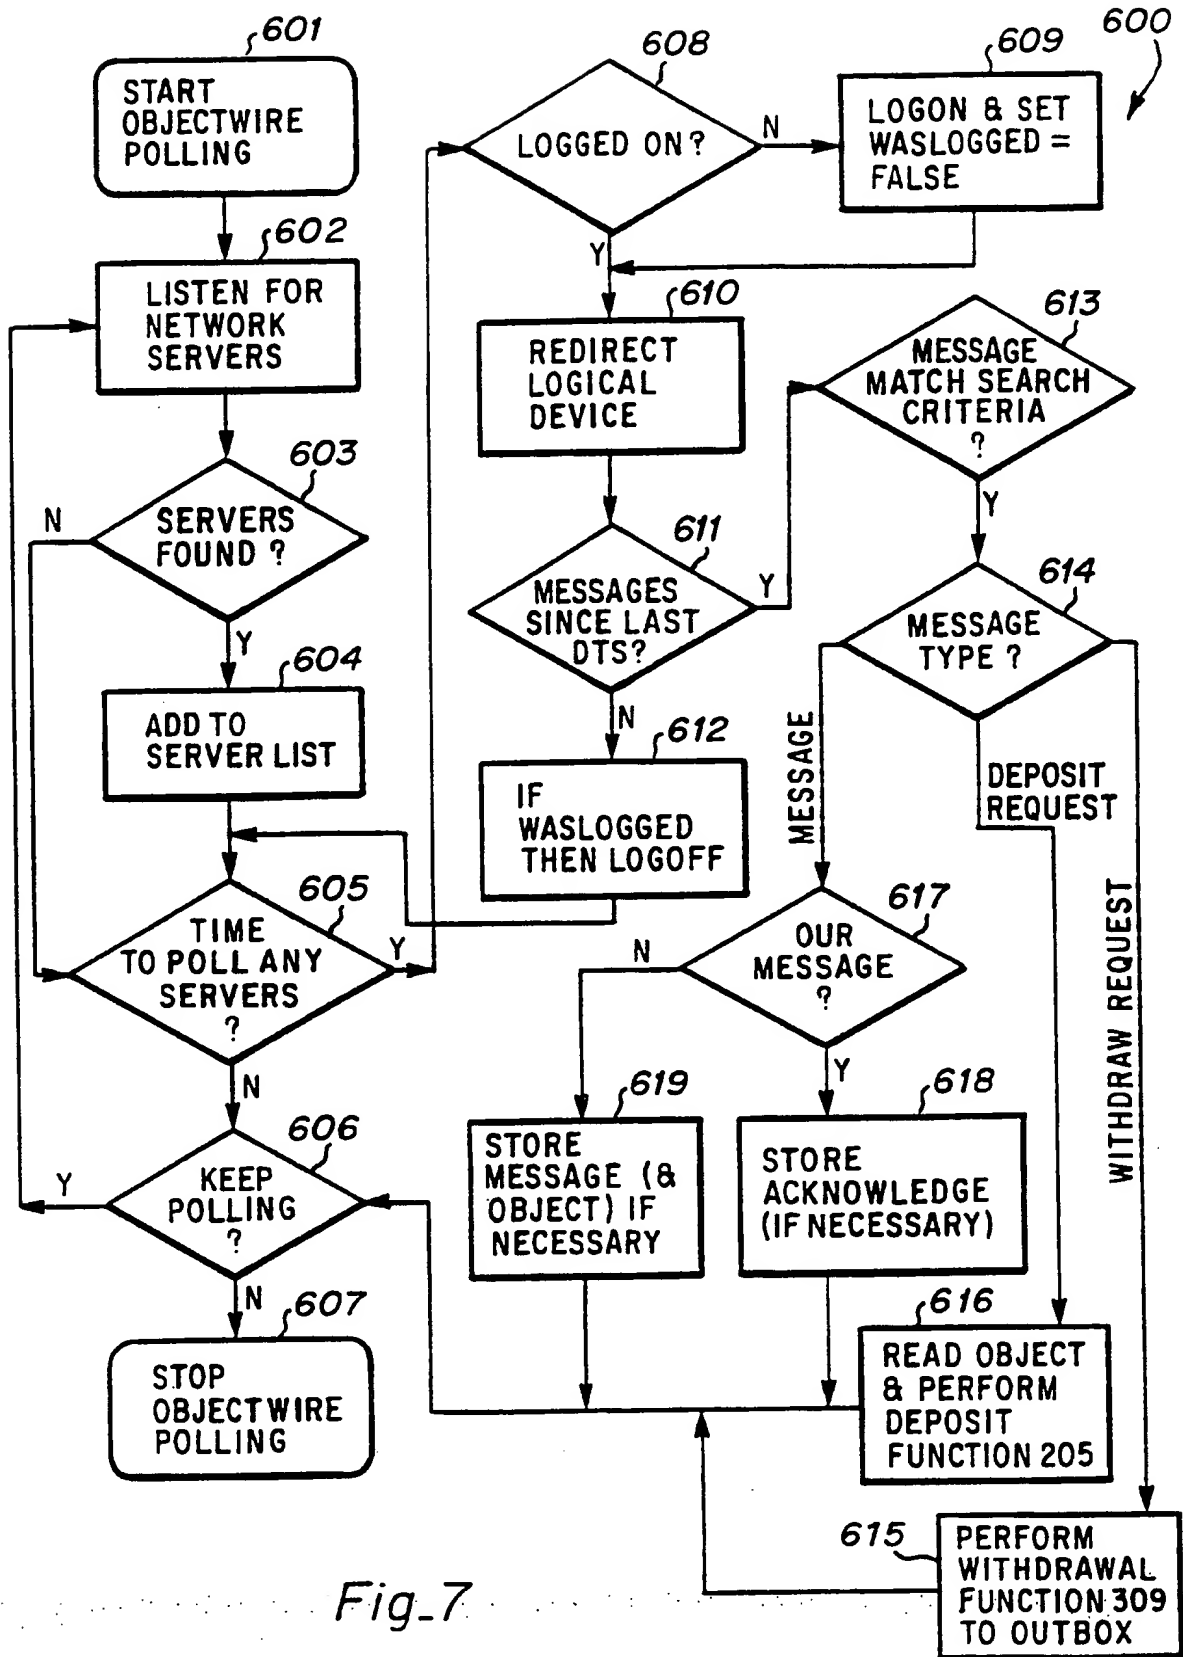 600
601
START
OBJECTWIRE
POLLING
602
LISTEN FOR
NETWORK
SERVERS
603
SERVERS
FOUND ?
N
Y
604
ADD TO
SERVER LIST
605
TIME
TO POLL ANY
SERVERS
?
Y
N
606
KEEP
POLLING
?
Y
N
607
STOP
OBJECTWIRE
POLLING
608
LOGGED ON ?
N
Y
609
LOGON & SET
WASLOGGED =
FALSE
610
REDIRECT
LOGICAL
DEVICE
611
MESSAGES
SINCE LAST
DTS?
Y
N
612
IF
WASLOGGED
THEN LOGOFF
613
MESSAGE
MATCH SEARCH
CRITERIA
?
Y
614
MESSAGE
TYPE ?
MESSAGE
DEPOSIT
REQUEST
WITHDRAW REQUEST
617
OUR
MESSAGE
?
N
Y
619
STORE
MESSAGE (&
OBJECT) IF
NECESSARY
618
STORE
ACKNOWLEDGE
(IF NECESSARY)
616
READ OBJECT
& PERFORM
DEPOSIT
FUNCTION 205
615
PERFORM
WITHDRAWAL
FUNCTION 309
TO OUTBOX
Fig_7